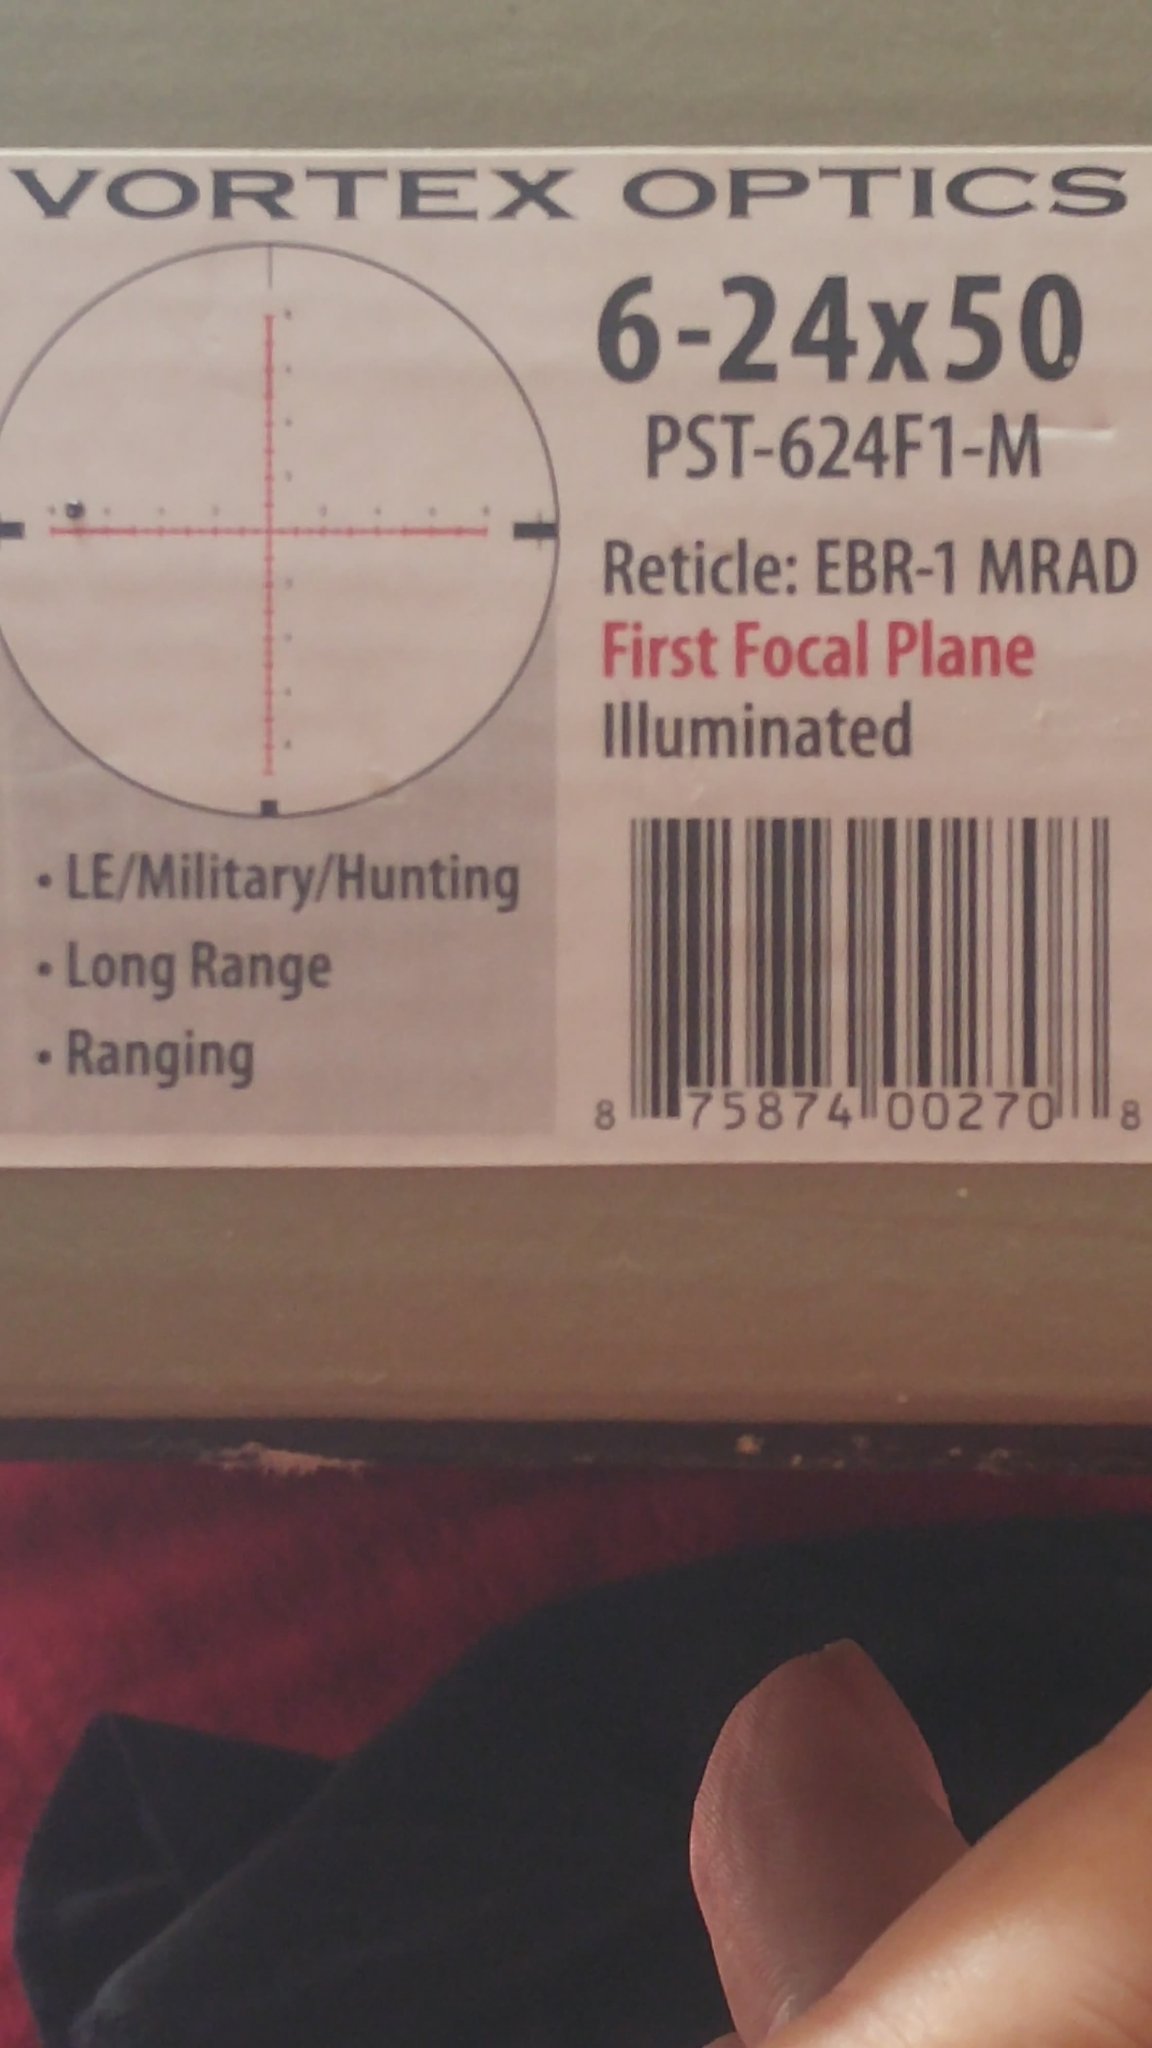 VORTEX OPTICS
6-24x50
PST-624F1-M
Reticle: EBR-1 MRAD
First Focal Plane
Illuminated
• LE/Military/Hunting
• Long Range
• Ranging
8 75874 00270 8